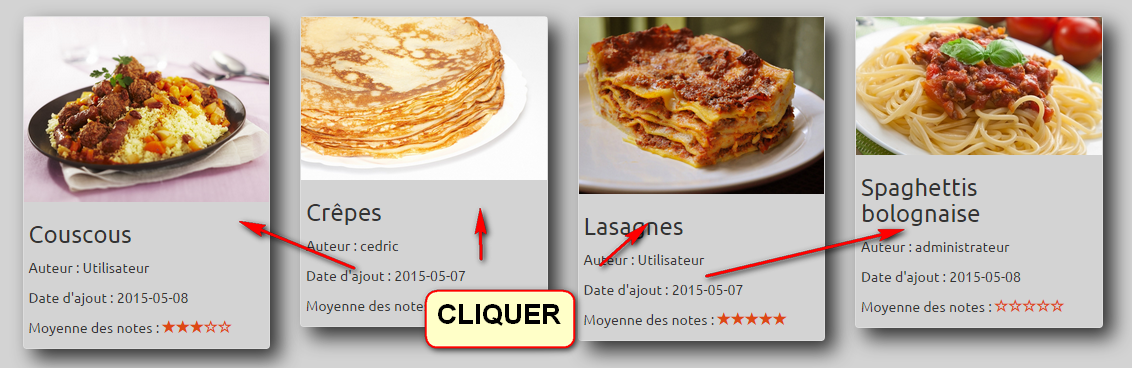 Couscous
Auteur : Utilisateur
Date d'ajout : 2015-05-08
Moyenne des notes : ★★★☆☆
Crêpes
Auteur : cedric
Date d'ajout : 2015-05-07
Moyenne des
CLIQUER
Lasagnes
Auteur : Utilisateur
Date d'ajout : 2015-05-07
Moyenne des notes : ★★★★★
Spaghettis
bolognaise
Auteur : administrateur
Date d'ajout : 2015-05-08
Moyenne des notes : ☆☆☆☆☆